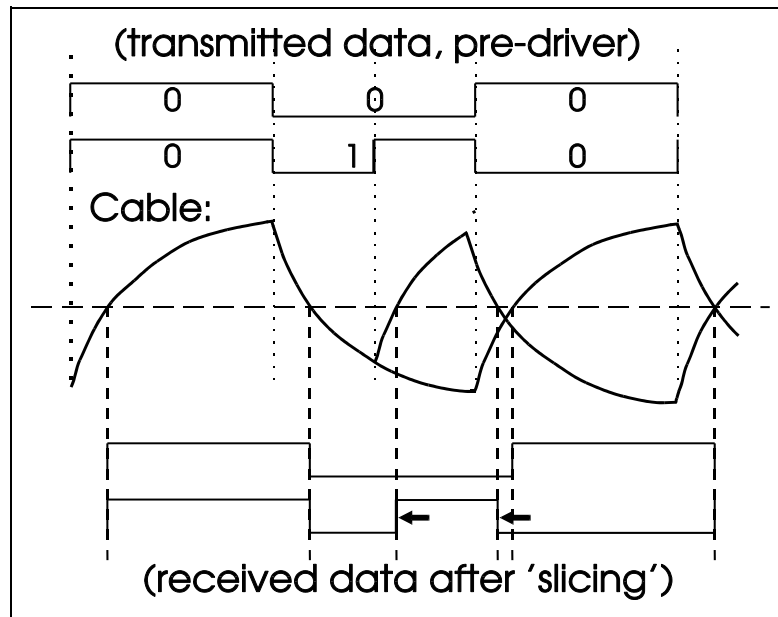 (transmitted data, pre-driver)
0 0 0
0 1 0
Cable:
(received data after 'slicing')